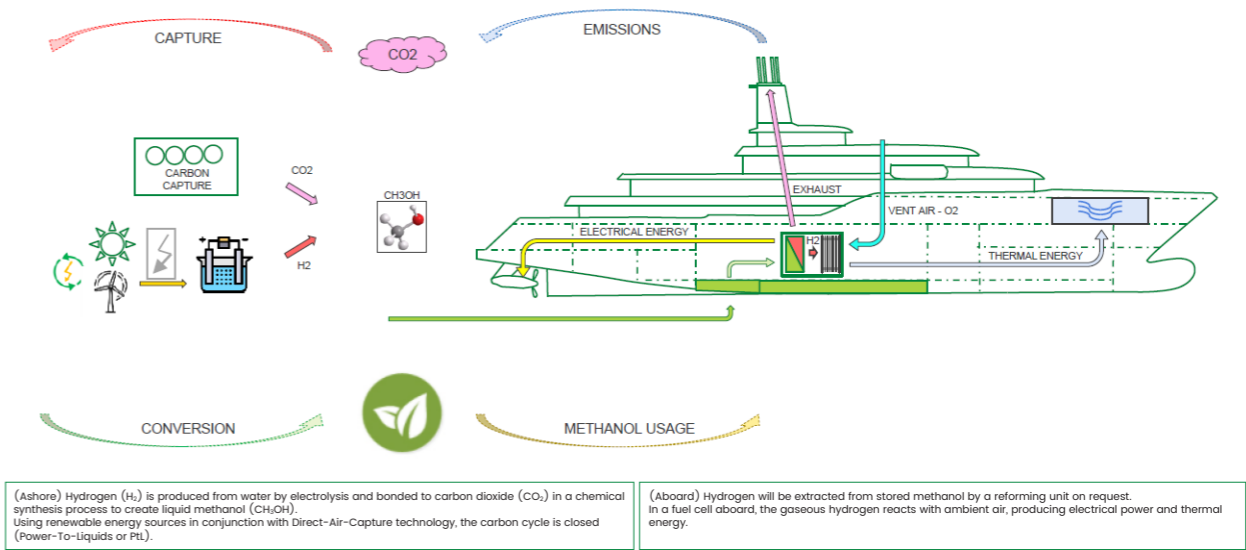 CAPTURE
CO2
EMISSIONS
CARBON
CAPTURE
CO2
CH3OH
H2
EXHAUST
VENT AIR - O2
ELECTRICAL ENERGY
H2
THERMAL ENERGY
CONVERSION
METHANOL USAGE
(Ashore) Hydrogen (H₂) is produced from water by electrolysis and bonded to carbon dioxide (CO₂) in a chemical
synthesis process to create liquid methanol (CH₃OH).
Using renewable energy sources in conjunction with Direct-Air-Capture technology, the carbon cycle is closed
(Power-To-Liquids or PtL).
(Aboard) Hydrogen will be extracted from stored methanol by a reforming unit on request.
In a fuel cell aboard, the gaseous hydrogen reacts with ambient air, producing electrical power and thermal
energy.